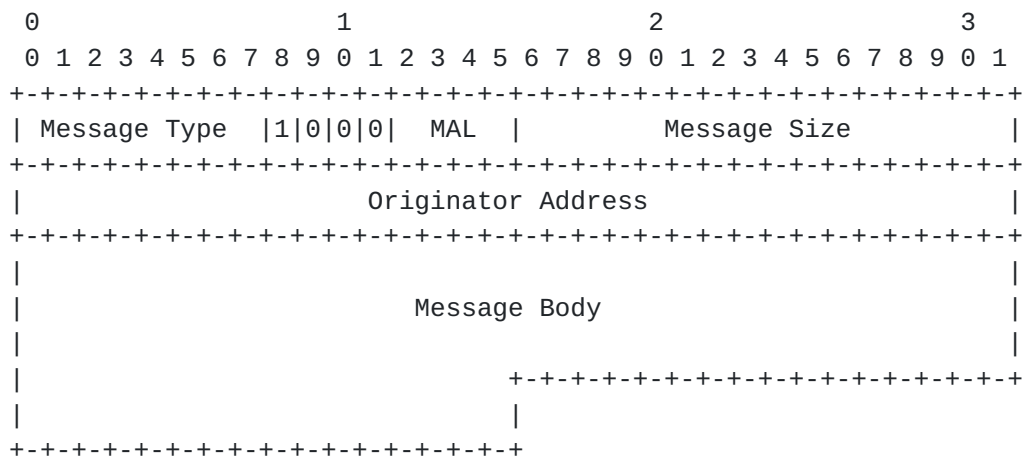 0                   1                   2                   3
 0 1 2 3 4 5 6 7 8 9 0 1 2 3 4 5 6 7 8 9 0 1 2 3 4 5 6 7 8 9 0 1
+-+-+-+-+-+-+-+-+-+-+-+-+-+-+-+-+-+-+-+-+-+-+-+-+-+-+-+-+-+-+-+-+
| Message Type  |1|0|0|0|  MAL  |         Message Size          |
+-+-+-+-+-+-+-+-+-+-+-+-+-+-+-+-+-+-+-+-+-+-+-+-+-+-+-+-+-+-+-+-+
|                      Originator Address                       |
+-+-+-+-+-+-+-+-+-+-+-+-+-+-+-+-+-+-+-+-+-+-+-+-+-+-+-+-+-+-+-+-+
|                                                               |
|                         Message Body                          |
|                                                               |
|                               +-+-+-+-+-+-+-+-+-+-+-+-+-+-+-+-+
|                               |
+-+-+-+-+-+-+-+-+-+-+-+-+-+-+-+-+